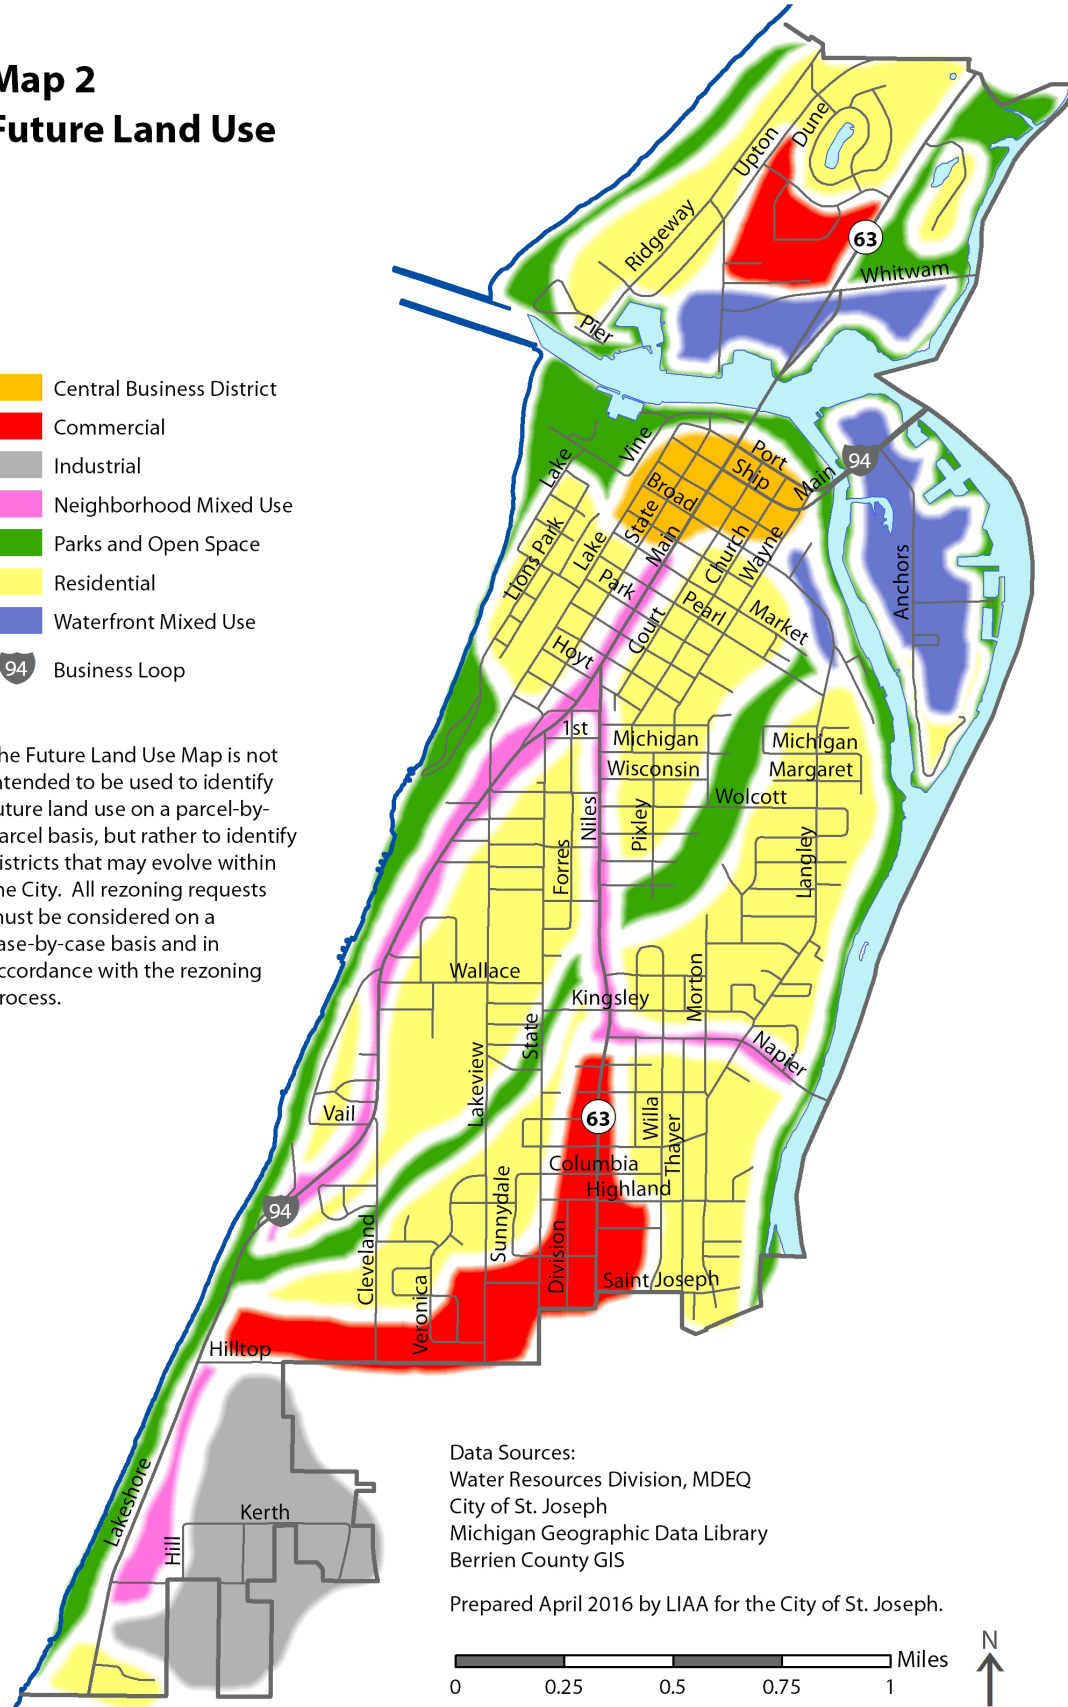 Map 2
Future Land Use
Central Business District
Commercial
Industrial
Neighborhood Mixed Use
Parks and Open Space
Residential
Waterfront Mixed Use
94 Business Loop
he Future Land Use Map is not
ntended to be used to identify
uture land use on a parcel-by-
arcel basis, but rather to identify
istricts that may evolve within
he City. All rezoning requests
ust be considered on a
ase-by-case basis and in
ccordance with the rezoning
rocess.
Dune
Upton
Ridgeway
63
Whitwam
Pier
Vine
Lake
Port
Ship
Main
94
Broad
State
Main
Church
Wayne
Lions Park
Lake
Park
Pearl
Market
Court
Hoyt
Anchors
1st
Michigan
Michigan
Wisconsin
Margaret
Wolcott
Niles
Pixley
Forres
Langley
Wallace
Kingsley
Morton
State
Napier
Lakeview
Vail
63
Willa
Thayer
Columbia
Highland
94
Cleveland
Sunnydale
Division
Saint Joseph
Veronica
Hilltop
Lakeshore
Kerth
Hill
Data Sources:
Water Resources Division, MDEQ
City of St. Joseph
Michigan Geographic Data Library
Berrien County GIS
Prepared April 2016 by LIAA for the City of St. Joseph.
Miles
0 0.25 0.5 0.75 1
N